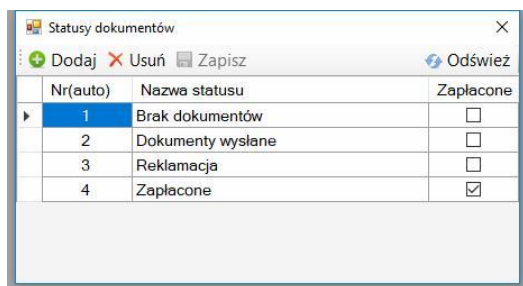 Statusy dokumentów
Dodaj Usuń Zapisz Odśwież
Nr(auto) Nazwa statusu Zapłacone
1 Brak dokumentów
2 Dokumenty wysłane
3 Reklamacja
4 Zapłacone